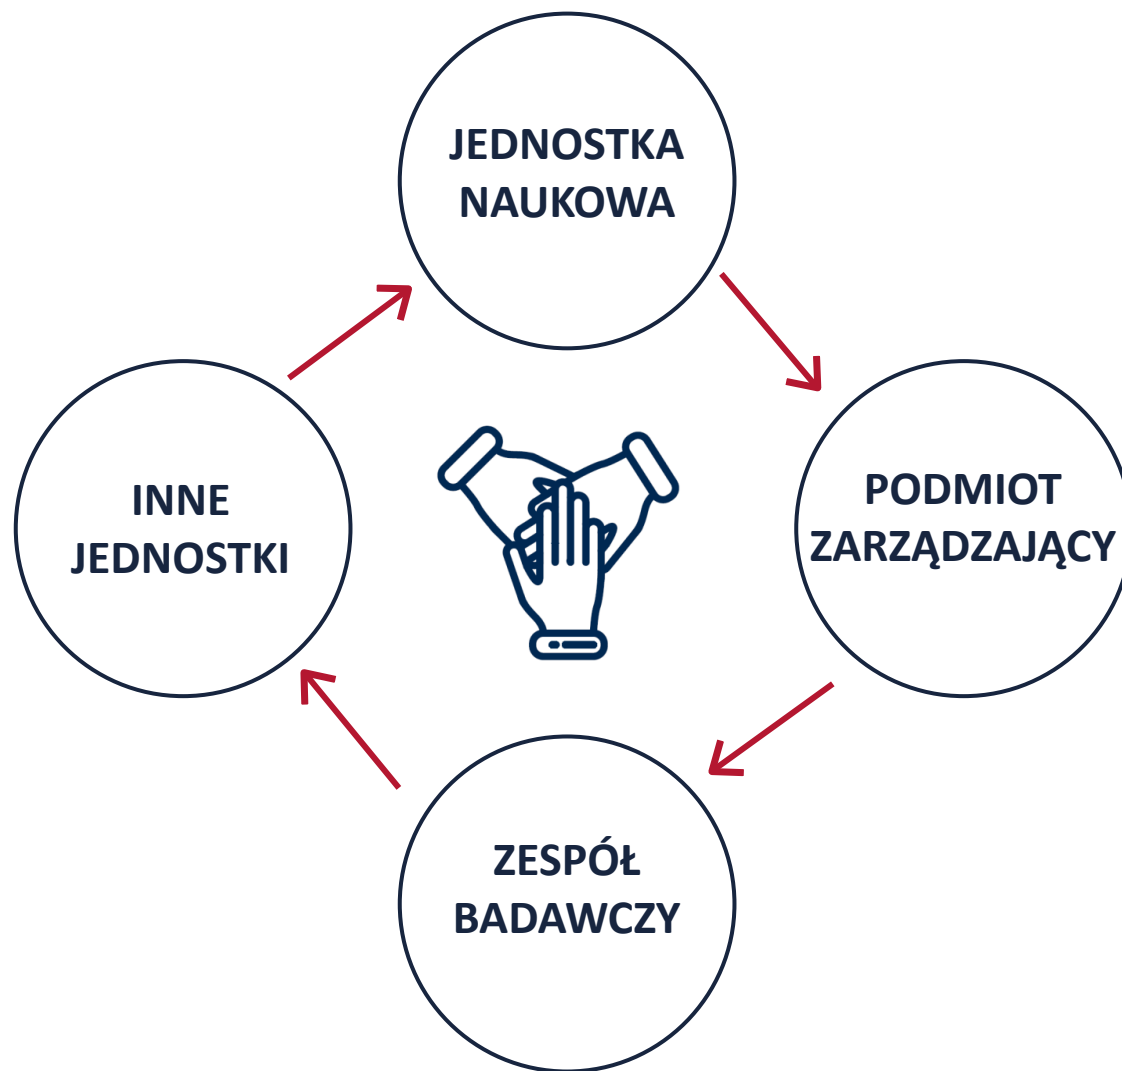 JEDNOSTKA
NAUKOWA
PODMIOT
ZARZĄDZAJĄCY
ZESPÓŁ
BADAWCZY
INNE
JEDNOSTKI